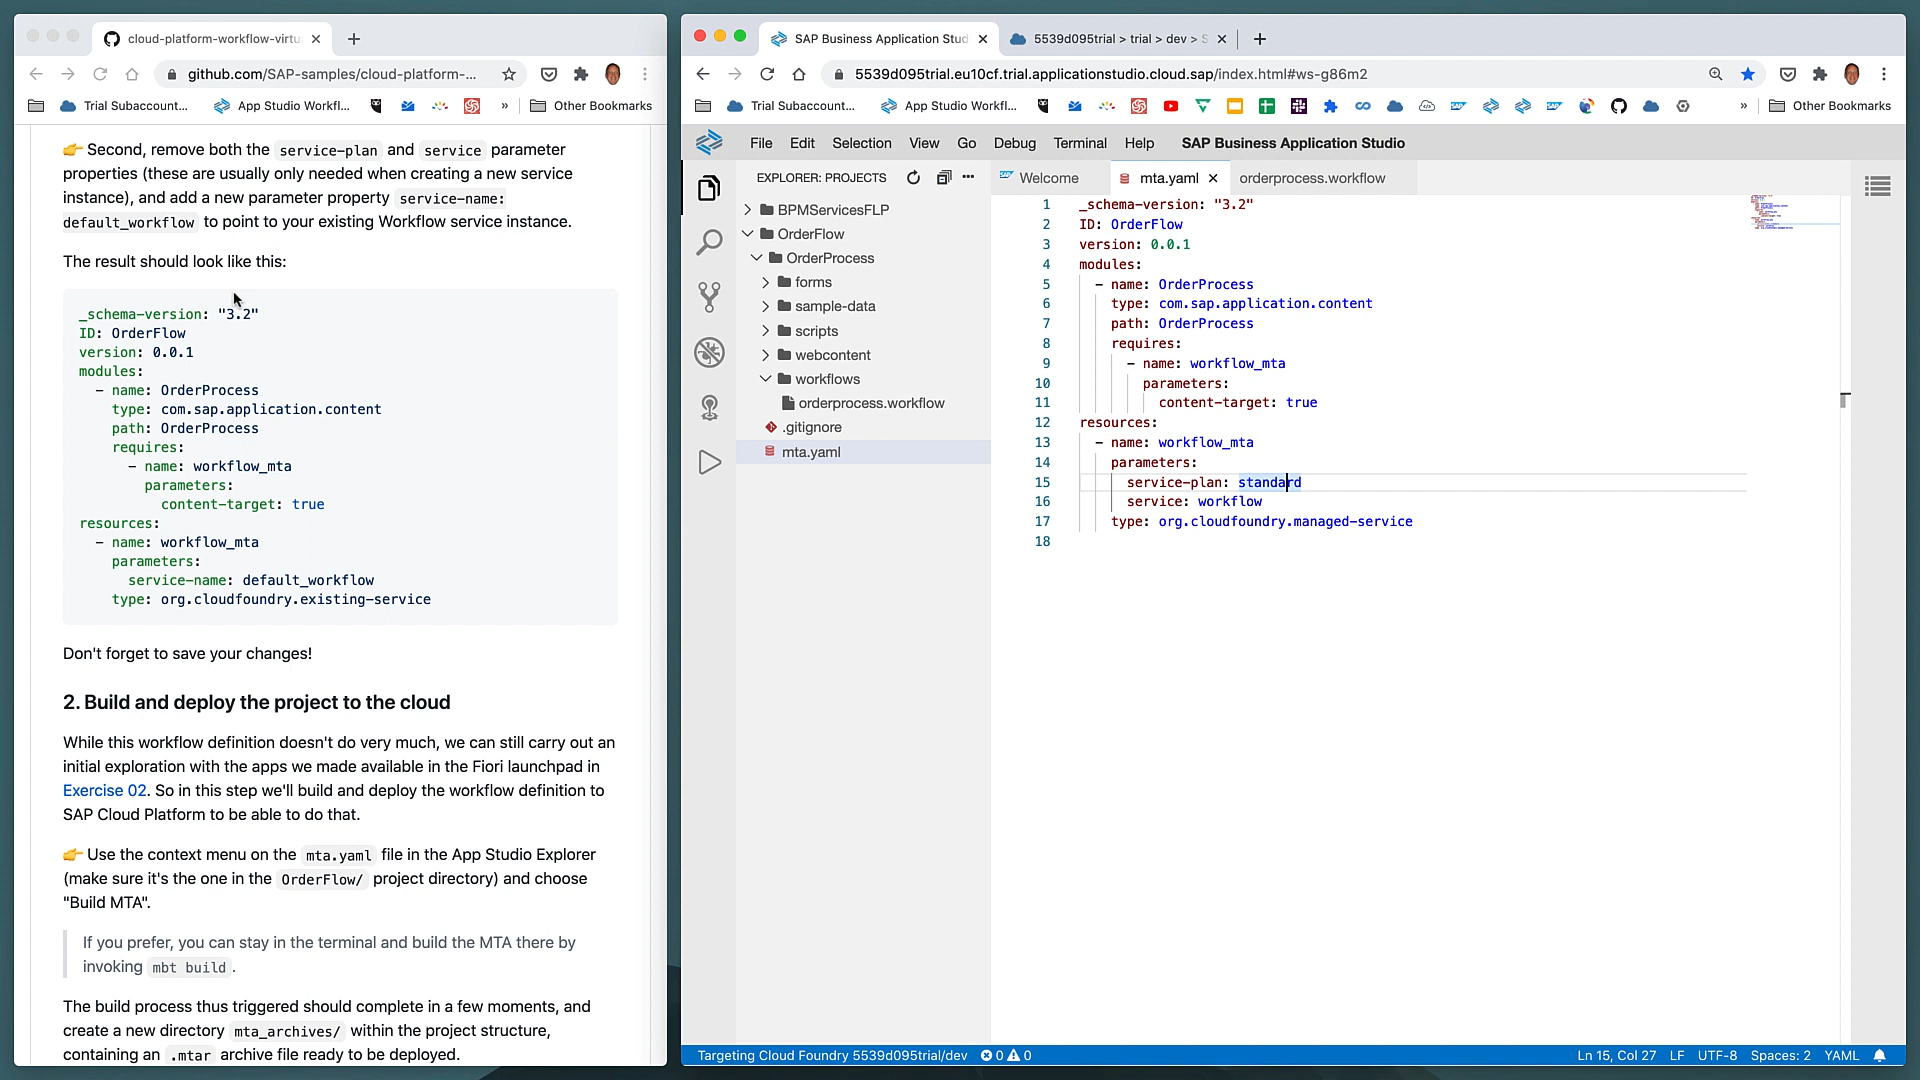 cloud-platform-workflow-virtu
github.com/SAP-samples/cloud-platform-...
Trial Subaccount...
App Studio Workfl...
»
Other Bookmarks
👉 Second, remove both the service-plan and service parameter
properties (these are usually only needed when creating a new service
instance), and add a new parameter property service-name:
default_workflow to point to your existing Workflow service instance.
The result should look like this:
_schema-version: "3.2"
ID: OrderFlow
version: 0.0.1
modules:
- name: OrderProcess
type: com.sap.application.content
path: OrderProcess
requires:
- name: workflow_mta
parameters:
content-target: true
resources:
- name: workflow_mta
parameters:
service-name: default_workflow
type: org.cloudfoundry.existing-service
Don't forget to save your changes!
2. Build and deploy the project to the cloud
While this workflow definition doesn't do very much, we can still carry out an
initial exploration with the apps we made available in the Fiori launchpad in
Exercise 02. So in this step we'll build and deploy the workflow definition to
SAP Cloud Platform to be able to do that.
👉 Use the context menu on the mta.yaml file in the App Studio Explorer
(make sure it's the one in the OrderFlow/ project directory) and choose
"Build MTA".
If you prefer, you can stay in the terminal and build the MTA there by
invoking mbt build .
The build process thus triggered should complete in a few moments, and
create a new directory mta_archives/ within the project structure,
containing an .mtar archive file ready to be deployed.
SAP Business Application Stud
5539d095trial > trial > dev > S
5539d095trial.eu10cf.trial.applicationstudio.cloud.sap/index.html#ws-g86m2
Trial Subaccount...
App Studio Workfl...
»
Other Bookmarks
File Edit Selection View Go Debug Terminal Help SAP Business Application Studio
EXPLORER: PROJECTS
BPMServicesFLP
OrderFlow
OrderProcess
forms
sample-data
scripts
webcontent
workflows
orderprocess.workflow
.gitignore
mta.yaml
Welcome
mta.yaml
orderprocess.workflow
1 _schema-version: "3.2"
2 ID: OrderFlow
3 version: 0.0.1
4 modules:
5 - name: OrderProcess
6 type: com.sap.application.content
7 path: OrderProcess
8 requires:
9 - name: workflow_mta
10 parameters:
11 content-target: true
12 resources:
13 - name: workflow_mta
14 parameters:
15 service-plan: standard
16 service: workflow
17 type: org.cloudfoundry.managed-service
18
Targeting Cloud Foundry 5539d095trial/dev 0 0
Ln 15, Col 27 LF UTF-8 Spaces: 2 YAML